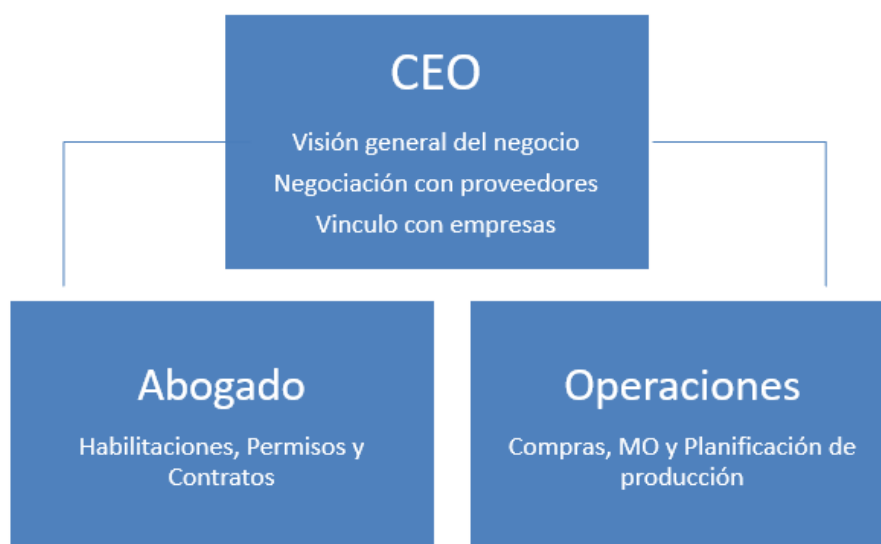 CEO
Visión general del negocio
Negociación con proveedores
Vinculo con empresas
Abogado
Habilitaciones, Permisos y
Contratos
Operaciones
Compras, MO y Planificación de
producción